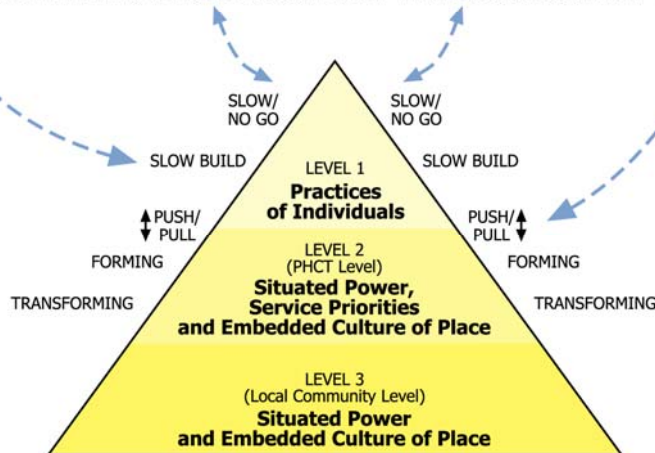 SLOW/
NO GO
SLOW/
NO GO
SLOW BUILD
SLOW BUILD
LEVEL 1
Practices
of Individuals
PUSH/
PULL
PUSH/
PULL
FORMING
FORMING
LEVEL 2
(PHCT Level)
Situated Power,
Service Priorities
and Embedded Culture of Place
TRANSFORMING
TRANSFORMING
LEVEL 3
(Local Community Level)
Situated Power
and Embedded Culture of Place